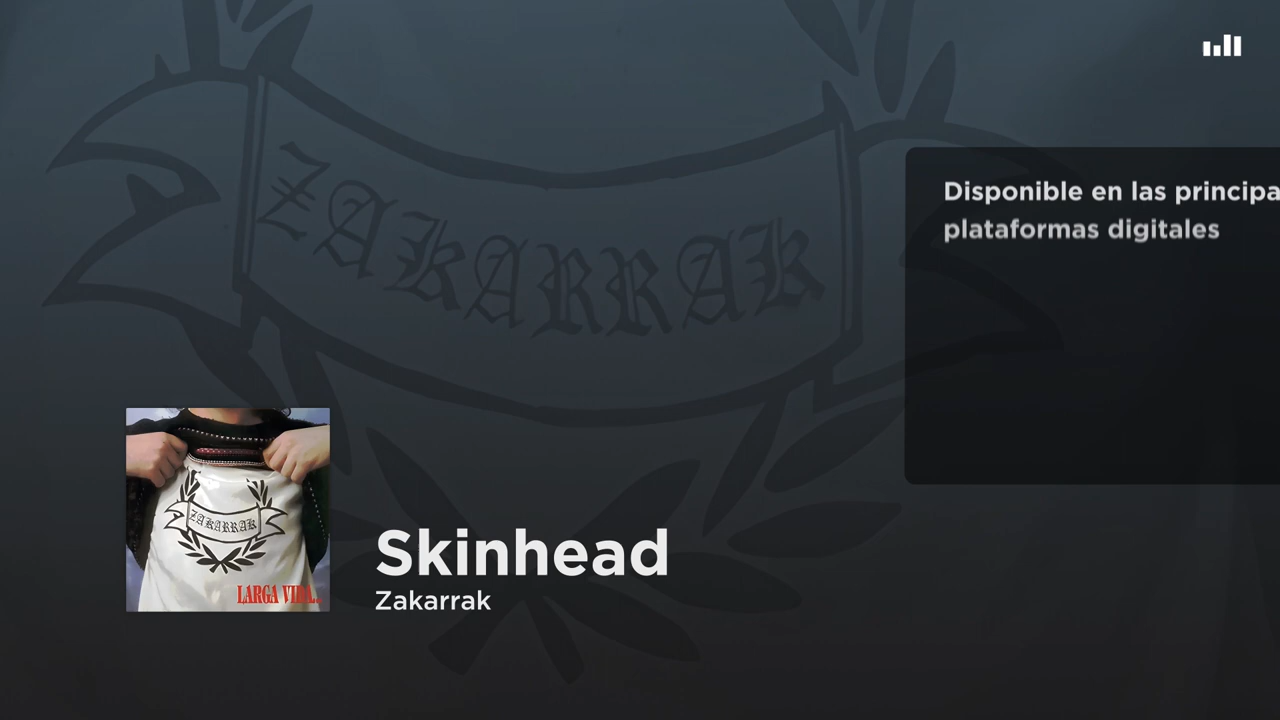 ZAKARRAK
Disponible en las principa
plataformas digitales
ZAKARRAK
LARGA VIDA...
Skinhead
Zakarrak